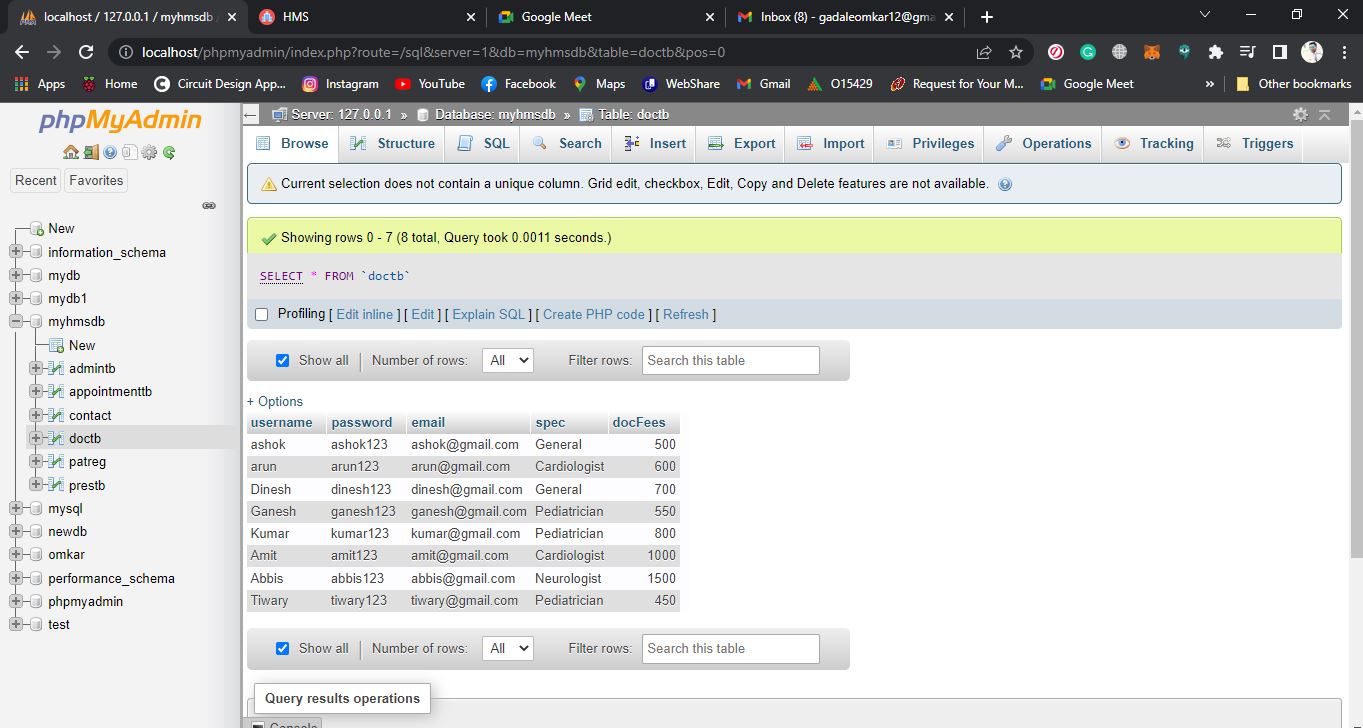 localhost / 127.0.0.1 / myhmsdb
HMS
Google Meet
Inbox (8) - gadaleomkar12@gma
localhost/phpmyadmin/index.php?route=/sql&server=1&db=myhmsdb&table=doctb&pos=0
Apps Home Circuit Design App... Instagram YouTube Facebook Maps WebShare Gmail O15429 Request for Your M... Google Meet » Other bookmarks
phpMyAdmin
Recent Favorites
New
information_schema
mydb
mydb1
myhmsdb
New
admintb
appointmenttb
contact
doctb
patreg
prestb
mysql
newdb
omkar
performance_schema
phpmyadmin
test
Server: 127.0.0.1 » Database: myhmsdb » Table: doctb
Browse Structure SQL Search Insert Export Import Privileges Operations Tracking Triggers
Current selection does not contain a unique column. Grid edit, checkbox, Edit, Copy and Delete features are not available.
Showing rows 0 - 7 (8 total, Query took 0.0011 seconds.)
SELECT * FROM `doctb`
Profiling [ Edit inline ] [ Edit ] [ Explain SQL ] [ Create PHP code ] [ Refresh ]
Show all | Number of rows: All Filter rows: Search this table
+ Options
username password email spec docFees
ashok ashok123 ashok@gmail.com General 500
arun arun123 arun@gmail.com Cardiologist 600
Dinesh dinesh123 dinesh@gmail.com General 700
Ganesh ganesh123 ganesh@gmail.com Pediatrician 550
Kumar kumar123 kumar@gmail.com Pediatrician 800
Amit amit123 amit@gmail.com Cardiologist 1000
Abbis abbis123 abbis@gmail.com Neurologist 1500
Tiwary tiwary123 tiwary@gmail.com Pediatrician 450
Show all | Number of rows: All Filter rows: Search this table
Query results operations
Console